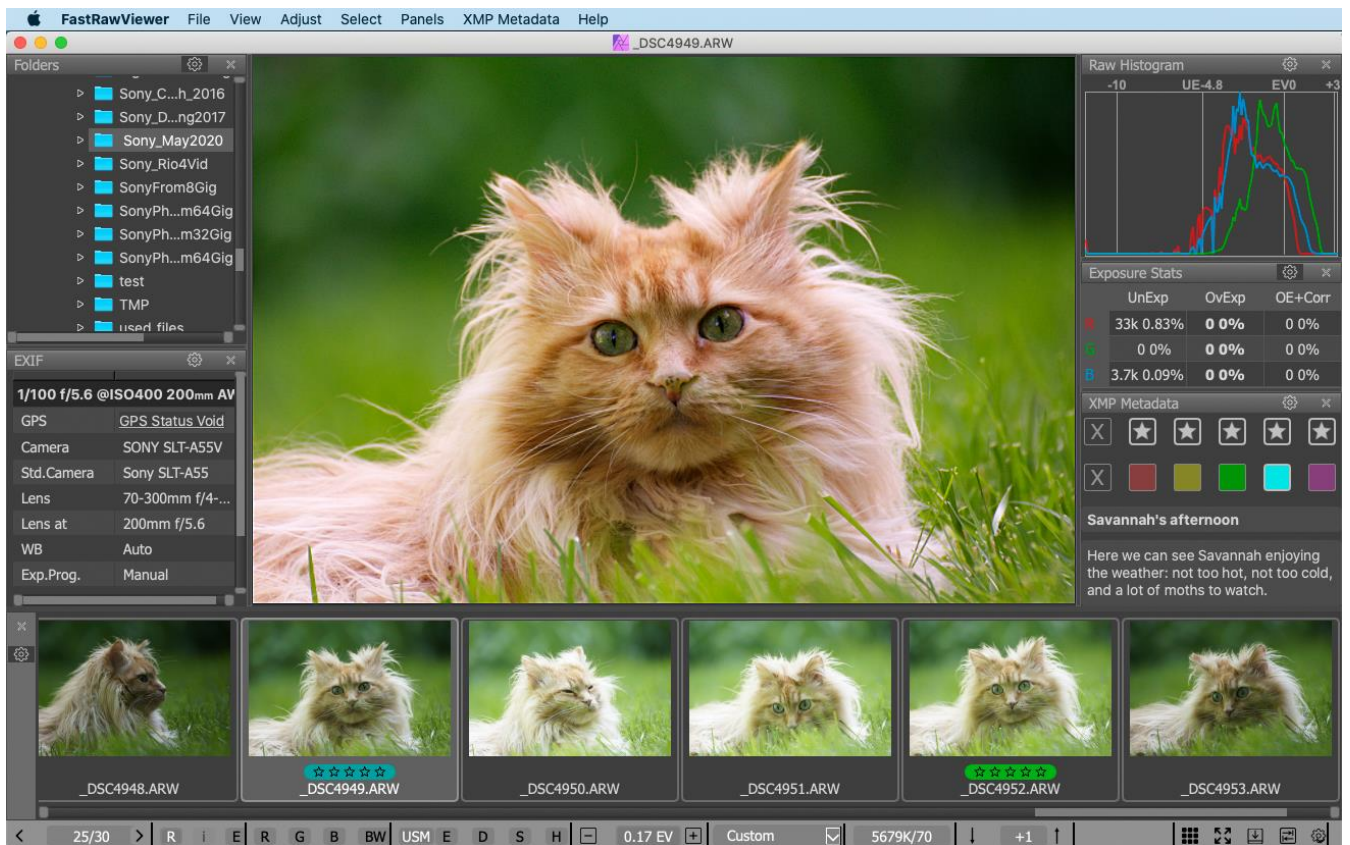 FastRawViewer File View Adjust Select Panels XMP Metadata Help
_DSC4949.ARW
Folders
Sony_C...h_2016
Sony_D...ng2017
Sony_May2020
Sony_Rio4Vid
SonyFrom8Gig
SonyPh...m64Gig
SonyPh...m32Gig
SonyPh...m64Gig
test
TMP
used_files
EXIF
1/100 f/5.6 @ISO400 200mm AW
GPS GPS Status Void
Camera SONY SLT-A55V
Std.Camera Sony SLT-A55
Lens 70-300mm f/4-...
Lens at 200mm f/5.6
WB Auto
Exp.Prog. Manual
Raw Histogram
-10 UE-4.8 EV0 +3
Exposure Stats
UnExp OvExp OE+Corr
R 33k 0.83% 0 0% 0 0%
G 0 0% 0 0% 0 0%
B 3.7k 0.09% 0 0% 0 0%
XMP Metadata
X
X
Savannah's afternoon
Here we can see Savannah enjoying
the weather: not too hot, not too cold,
and a lot of moths to watch.
_DSC4948.ARW
_DSC4949.ARW
_DSC4950.ARW
_DSC4951.ARW
_DSC4952.ARW
_DSC4953.ARW
25/30 R i E R G B BW USM E D S H 0.17 EV Custom 5679K/70 +1